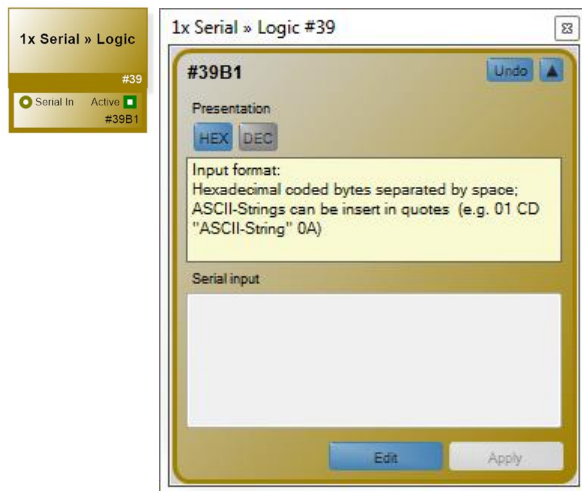 1x Serial » Logic
#39
Serial In Active
#39B1
1x Serial » Logic #39
#39B1
Undo
Presentation
HEX DEC
Input format:
Hexadecimal coded bytes separated by space;
ASCII-Strings can be insert in quotes (e.g. 01 CD
"ASCII-String" 0A)
Serial input
Edit
Apply